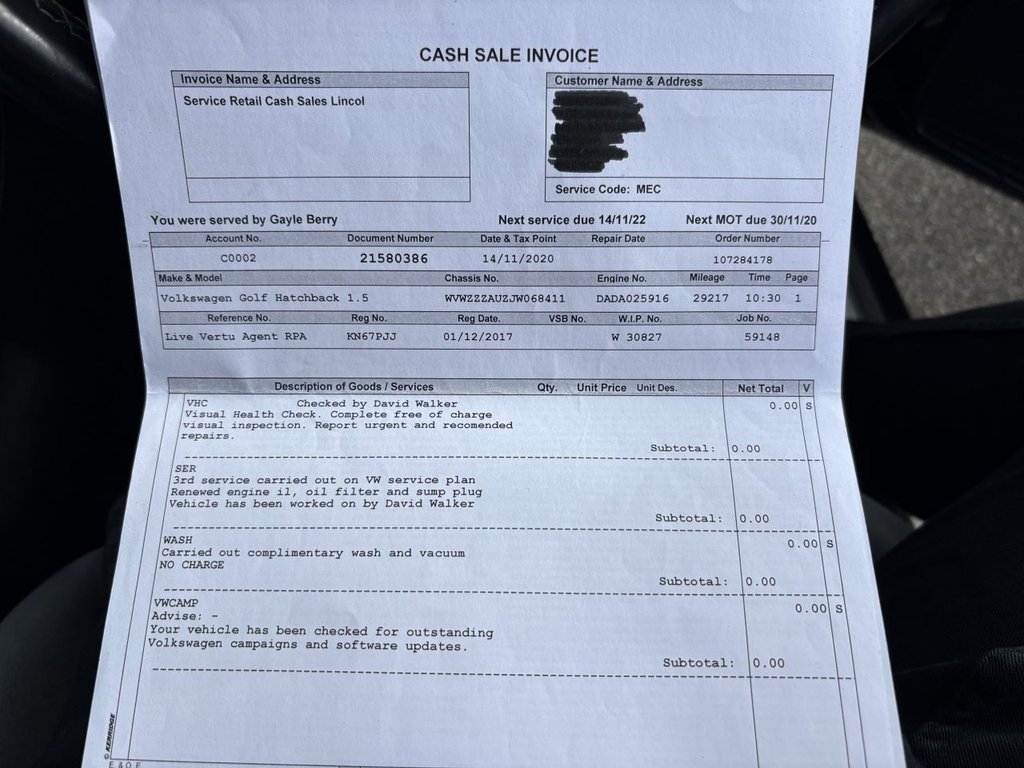 CASH SALE INVOICE
Invoice Name & Address
Service Retail Cash Sales Lincol
Customer Name & Address
Service Code: MEC
You were served by Gayle Berry Next service due 14/11/22 Next MOT due 30/11/20
Account No. Document Number Date & Tax Point Repair Date Order Number
C0002 21580386 14/11/2020 107284178
Make & Model Chassis No. Engine No. Mileage Time Page
Volkswagen Golf Hatchback 1.5 WVWZZZAUZJW068411 DADA025916 29217 10:30 1
Reference No. Reg No. Reg Date. VSB No. W.I.P. No. Job No.
Live Vertu Agent RPA KN67PJJ 01/12/2017 W 30827 59148
Description of Goods / Services Qty. Unit Price Unit Des. Net Total V
VHC Checked by David Walker 0.00 S
Visual Health Check. Complete free of charge
visual inspection. Report urgent and recomended
repairs.
Subtotal: 0.00
SER
3rd service carried out on VW service plan
Renewed engine il, oil filter and sump plug
Vehicle has been worked on by David Walker
Subtotal: 0.00
WASH 0.00 S
Carried out complimentary wash and vacuum
NO CHARGE
Subtotal: 0.00
VWCAMP 0.00 S
Advise: -
Your vehicle has been checked for outstanding
Volkswagen campaigns and software updates.
Subtotal: 0.00
© KERRIDGE
E. & O. E.